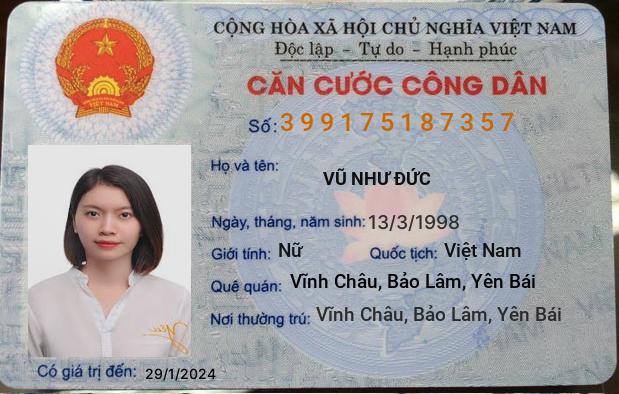 CỘNG HÒA XÃ HỘI CHỦ NGHĨA VIỆT NAM
Độc lập - Tự do - Hạnh phúc
CĂN CƯỚC CÔNG DÂN
Số: 399175187357
Họ và tên:
VŨ NHƯ ĐỨC
Ngày, tháng, năm sinh: 13/3/1998
Giới tính: Nữ Quốc tịch: Việt Nam
Quê quán: Vĩnh Châu, Bảo Lâm, Yên Bái
Nơi thường trú: Vĩnh Châu, Bảo Lâm, Yên Bái
Có giá trị đến: 29/1/2024
VIỆT NAM